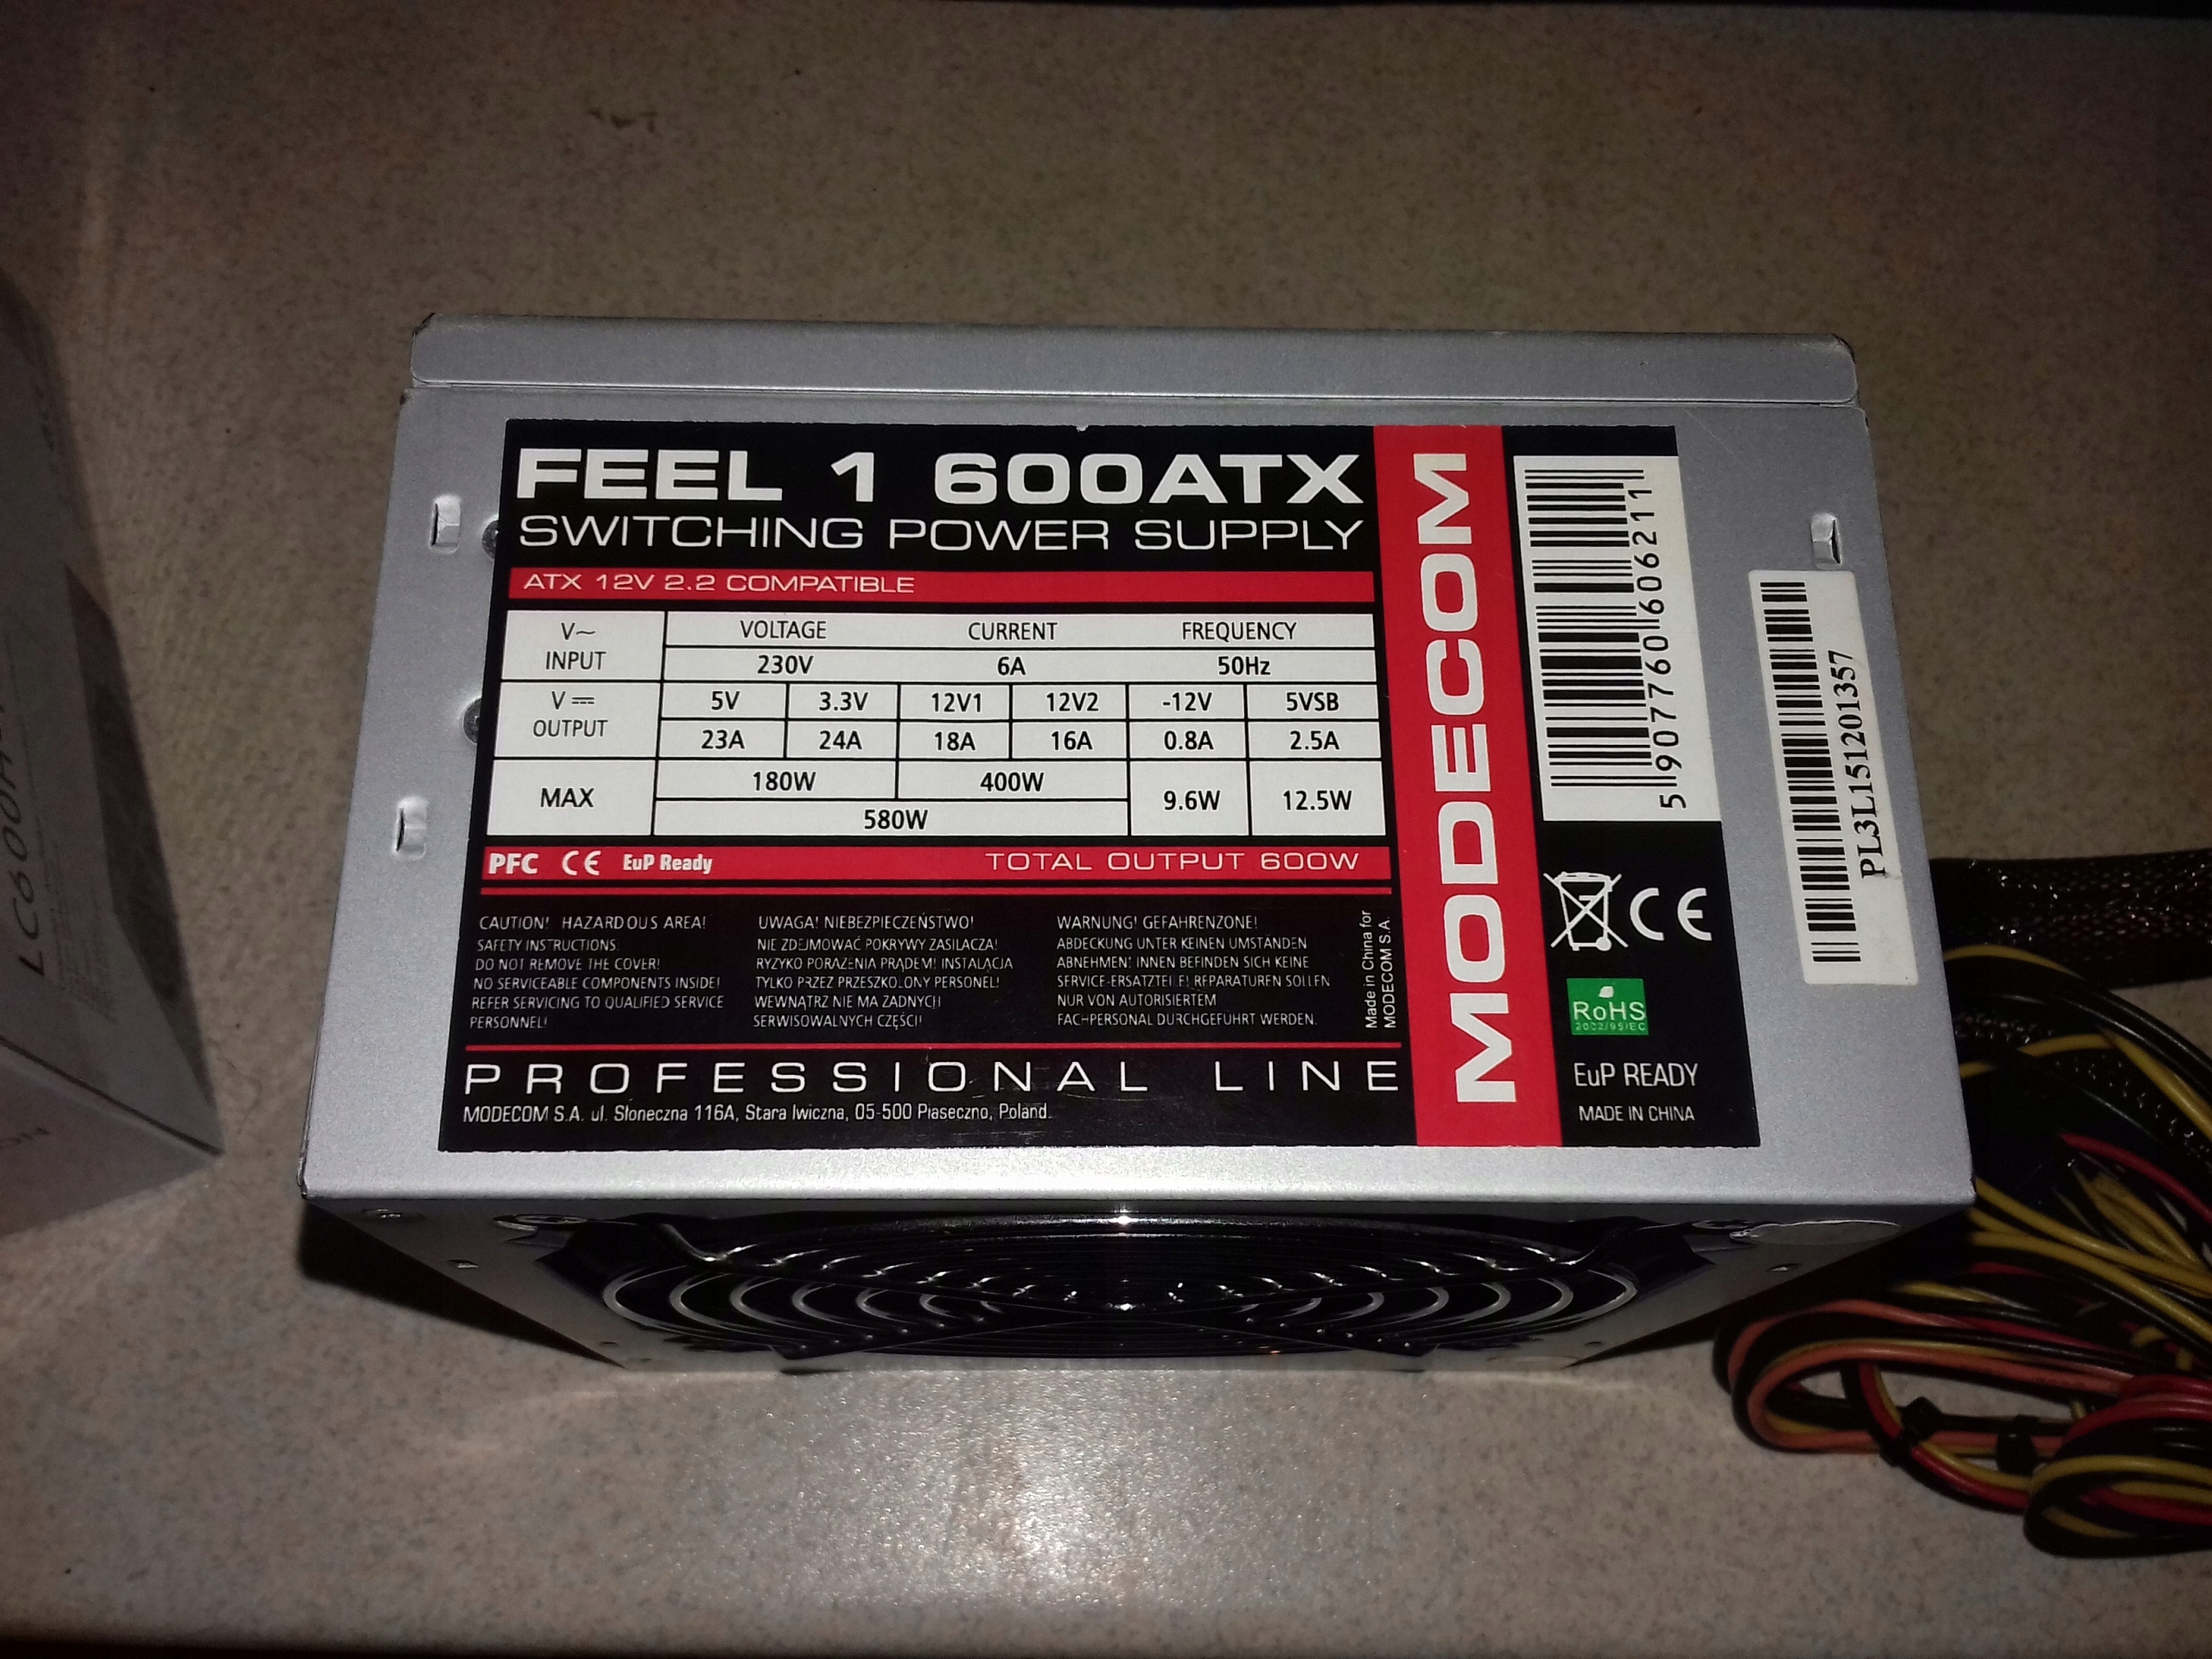 FEEL 1 600ATX
SWITCHING POWER SUPPLY
ATX 12V 2.2 COMPATIBLE
V~ INPUT
VOLTAGE CURRENT FREQUENCY
230V 6A 50Hz
V OUTPUT
5V 3.3V 12V1 12V2 -12V 5VSB
23A 24A 18A 16A 0.8A 2.5A
MAX
180W 400W 9.6W 12.5W
580W
PFC CE EuP Ready TOTAL OUTPUT 600W
CAUTION! HAZARDOUS AREA!
SAFETY INSTRUCTIONS:
DO NOT REMOVE THE COVER!
NO SERVICEABLE COMPONENTS INSIDE!
REFER SERVICING TO QUALIFIED SERVICE
PERSONNEL!
UWAGA! NIEBEZPIECZEŃSTWO!
NIE ZDEJMOWAĆ POKRYWY ZASILACZA!
RYZYKO PORAŻENIA PRĄDEM! INSTALACJA
TYLKO PRZEZ PRZESZKOLONY PERSONEL!
WEWNĄTRZ NIE MA ŻADNYCH
SERWISOWALNYCH CZĘŚCI!
WARNUNG! GEFAHRENZONE!
ABDECKUNG UNTER KEINEN UMSTÄNDEN
ABNEHMEN! INNEN BEFINDEN SICH KEINE
SERVICE-ERSATZTEILE! REPARATUREN SOLLEN
NUR VON AUTORISIERTEM
FACHPERSONAL DURCHGEFÜHRT WERDEN.
Made in China for
MODECOM S.A.
PROFESSIONAL LINE
MODECOM S.A. ul. Słoneczna 116A, Stara Iwiczna, 05-500 Piaseczno, Poland.
MODECOM
5 907760 606211
CE
RoHS
2002/95/EC
EuP READY
MADE IN CHINA
PL3L151201357
LC600H